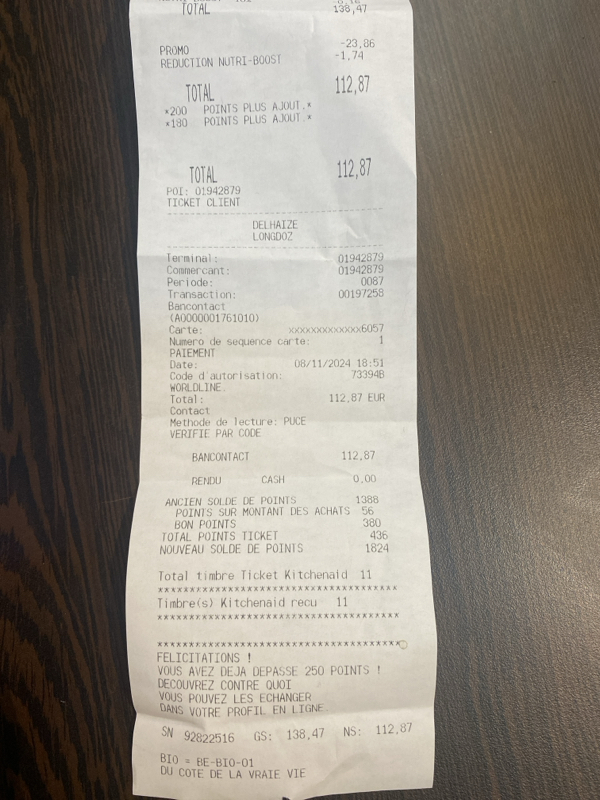 TOTAL 138,47
PROMO -23,86
REDUCTION NUTRI-BOOST -1,74
TOTAL 112,87
*200 POINTS PLUS AJOUT.*
*180 POINTS PLUS AJOUT.*
TOTAL 112,87
POI: 01942879
TICKET CLIENT
DELHAIZE
LONGDOZ
Terminal: 01942879
Commercant: 01942879
Periode: 0087
Transaction: 00197258
Bancontact
(A0000001761010)
Carte: xxxxxxxxxxxxx6057
Numero de sequence carte: 1
PAIEMENT
Date: 08/11/2024 18:51
Code d'autorisation: 73394B
WORLDLINE
Total: 112,87 EUR
Contact
Methode de lecture: PUCE
VERIFIE PAR CODE
BANCONTACT 112,87
RENDU CASH 0,00
ANCIEN SOLDE DE POINTS 1388
POINTS SUR MONTANT DES ACHATS 56
BON POINTS 380
TOTAL POINTS TICKET 436
NOUVEAU SOLDE DE POINTS 1824
Total timbre Ticket Kitchenaid 11
***************************************
Timbre(s) Kitchenaid recu 11
***************************************
***************************************
FELICITATIONS !
VOUS AVEZ DEJA DEPASSE 250 POINTS !
DECOUVREZ CONTRE QUOI
VOUS POUVEZ LES ECHANGER
DANS VOTRE PROFIL EN LIGNE.
SN 92822516 GS: 138,47 NS: 112,87
BIO = BE-BIO-01
DU COTE DE LA VRAIE VIE